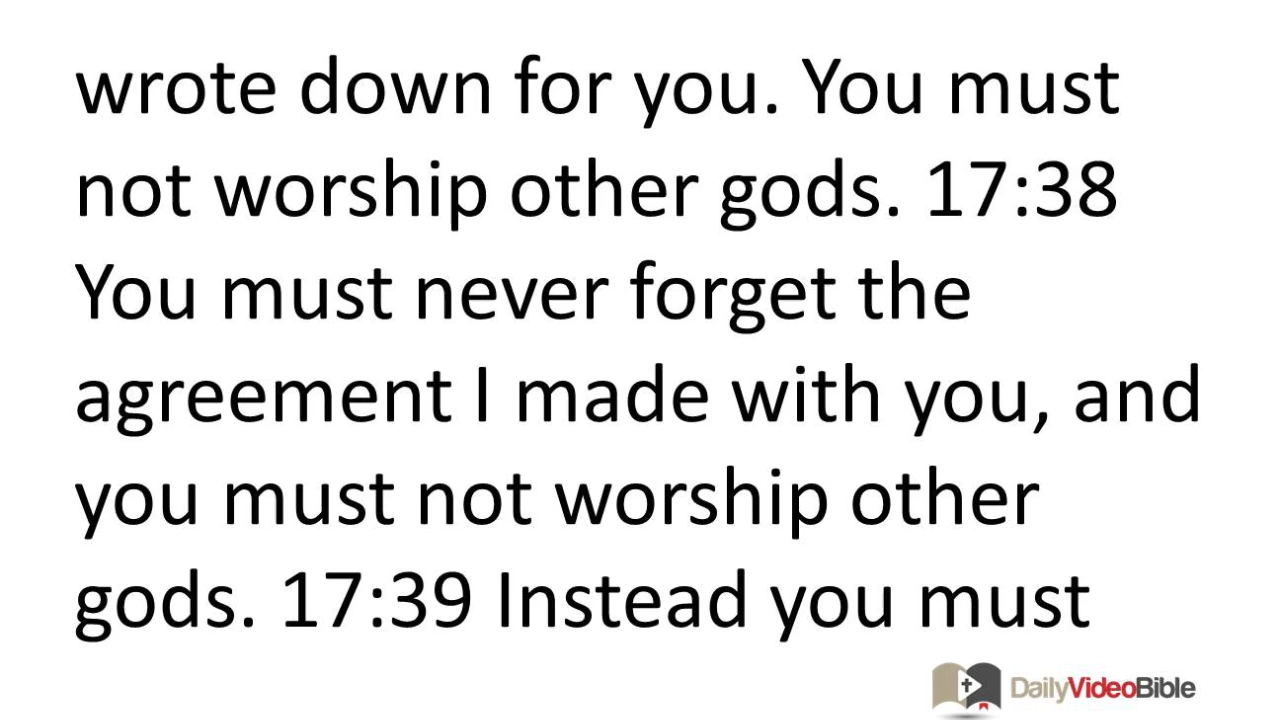 wrote down for you. You must
not worship other gods. 17:38
You must never forget the
agreement I made with you, and
you must not worship other
gods. 17:39 Instead you must
DailyVideoBible